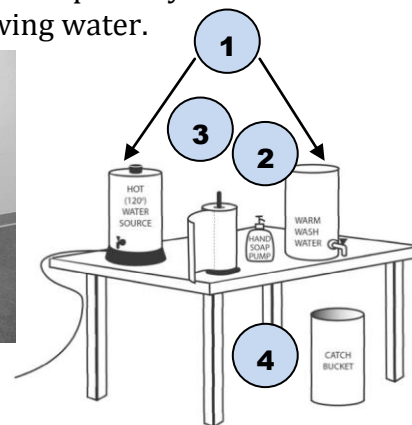 wing water.
1
3
2
HOT
(120°)
WATER
SOURCE
HAND
SOAP
PUMP
WARM
WASH
WATER
4
CATCH
BUCKET